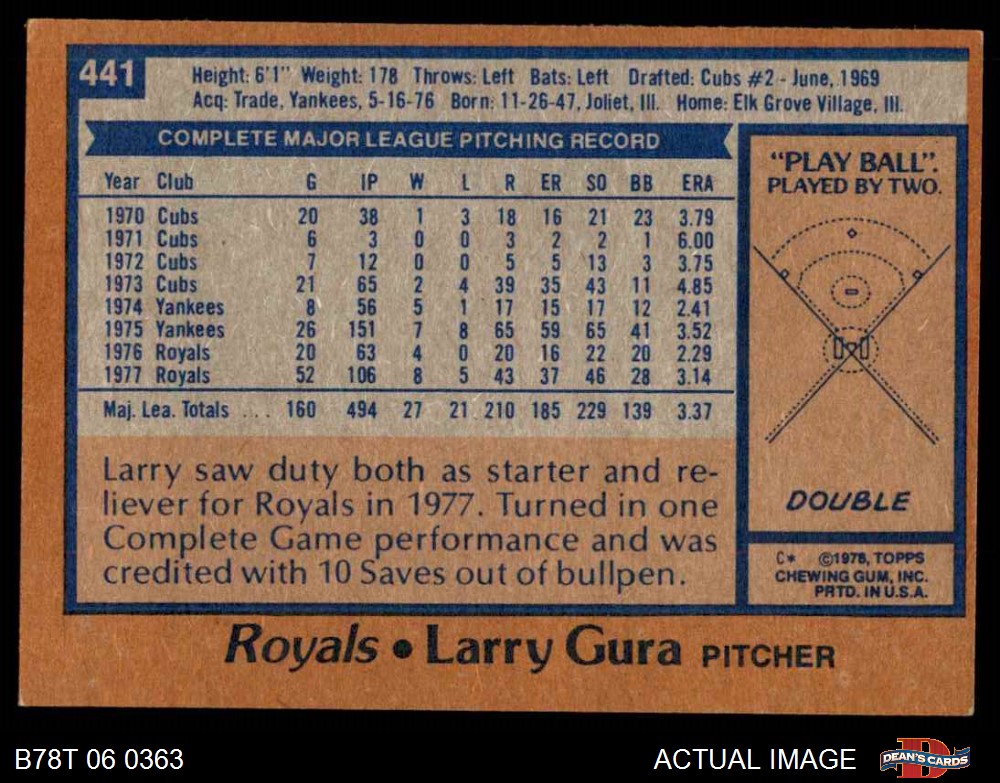 441
Height: 6'1" Weight: 178 Throws: Left Bats: Left Drafted: Cubs #2 - June, 1969
Acq: Trade, Yankees, 5-16-76 Born: 11-26-47, Joliet, Ill. Home: Elk Grove Village, Ill.
COMPLETE MAJOR LEAGUE PITCHING RECORD
Year Club G IP W L R ER SO BB ERA
1970 Cubs 20 38 1 3 18 16 21 23 3.79
1971 Cubs 6 3 0 0 3 2 2 1 6.00
1972 Cubs 7 12 0 0 5 5 13 3 3.75
1973 Cubs 21 65 2 4 39 35 43 11 4.85
1974 Yankees 8 56 5 1 17 15 17 12 2.41
1975 Yankees 26 151 7 8 65 59 65 41 3.52
1976 Royals 20 63 4 0 20 16 22 20 2.29
1977 Royals 52 106 8 5 43 37 46 28 3.14
Maj. Lea. Totals ... 160 494 27 21 210 185 229 139 3.37
Larry saw duty both as starter and re-
liever for Royals in 1977. Turned in one
Complete Game performance and was
credited with 10 Saves out of bullpen.
"PLAY BALL".
PLAYED BY TWO.
DOUBLE
C* ©1978, TOPPS
CHEWING GUM, INC.
PRTD. IN U.S.A.
Royals • Larry Gura PITCHER
B78T 06 0363
ACTUAL IMAGE
DEAN'S CARDS